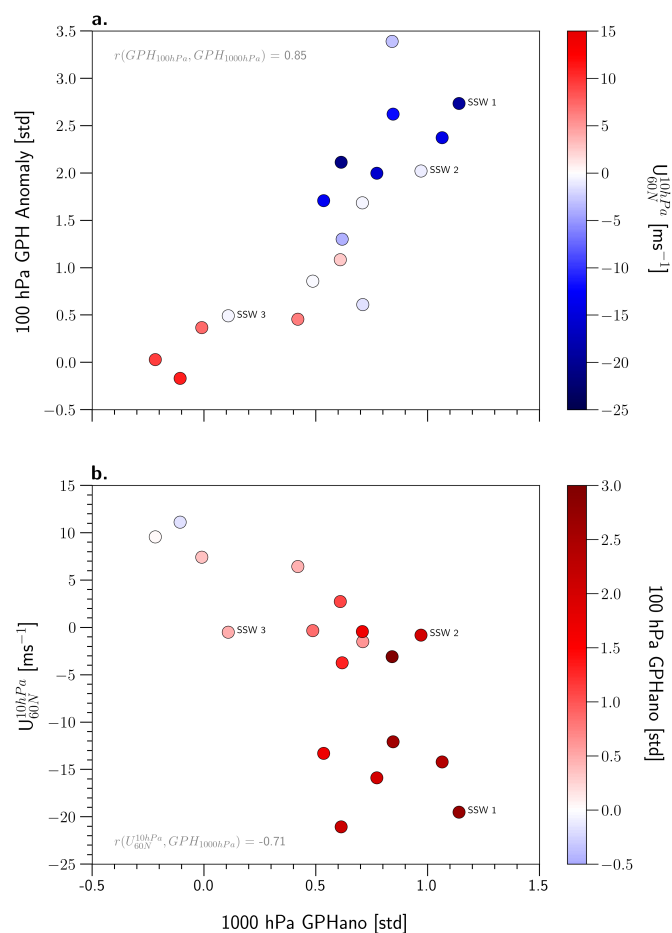 a.
3.5
3.0
2.5
2.0
1.5
1.0
0.5
0.0
−0.5
100 hPa GPH Anomaly [std]
r(GPH100hPa, GPH1000hPa) = 0.85
SSW 1
SSW 2
SSW 3
15
10
5
0
−5
−10
−15
−20
−25
U60N10hPa [ms−1]
b.
15
10
5
0
−5
−10
−15
−20
−25
U60N10hPa [ms−1]
SSW 3
SSW 2
SSW 1
r(U60N10hPa, GPH1000hPa) = -0.71
-0.5
0.0
0.5
1.0
1.5
1000 hPa GPHano [std]
3.0
2.5
2.0
1.5
1.0
0.5
0.0
−0.5
100 hPa GPHano [std]